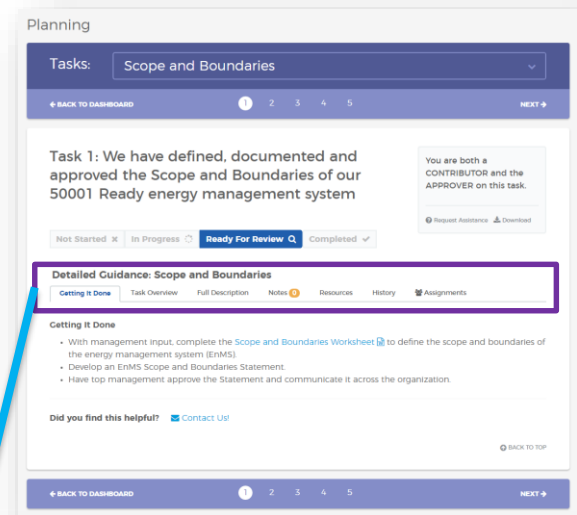 Planning
Tasks: Scope and Boundaries
← BACK TO DASHBOARD 1 2 3 4 5 NEXT →
Task 1: We have defined, documented and
approved the Scope and Boundaries of our
50001 Ready energy management system
You are both a
CONTRIBUTOR and the
APPROVER on this task.
Request Assistance Download
Not Started In Progress Ready For Review Completed
Detailed Guidance: Scope and Boundaries
Getting It Done Task Overview Full Description Notes 0 Resources History Assignments
Getting It Done
• With management input, complete the Scope and Boundaries Worksheet to define the scope and boundaries of
the energy management system (EnMS).
• Develop an EnMS Scope and Boundaries Statement.
• Have top management approve the Statement and communicate it across the organization.
Did you find this helpful? Contact Us!
BACK TO TOP
← BACK TO DASHBOARD 1 2 3 4 5 NEXT →